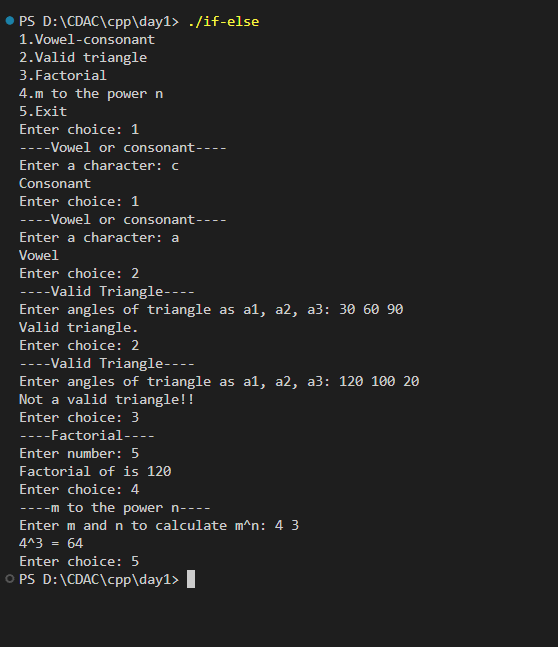 PS D:\CDAC\cpp\day1> ./if-else
1.Vowel-consonant
2.Valid triangle
3.Factorial
4.m to the power n
5.Exit
Enter choice: 1
----Vowel or consonant----
Enter a character: c
Consonant
Enter choice: 1
----Vowel or consonant----
Enter a character: a
Vowel
Enter choice: 2
----Valid Triangle----
Enter angles of triangle as a1, a2, a3: 30 60 90
Valid triangle.
Enter choice: 2
----Valid Triangle----
Enter angles of triangle as a1, a2, a3: 120 100 20
Not a valid triangle!!
Enter choice: 3
----Factorial----
Enter number: 5
Factorial of is 120
Enter choice: 4
----m to the power n----
Enter m and n to calculate m^n: 4 3
4^3 = 64
Enter choice: 5
PS D:\CDAC\cpp\day1>